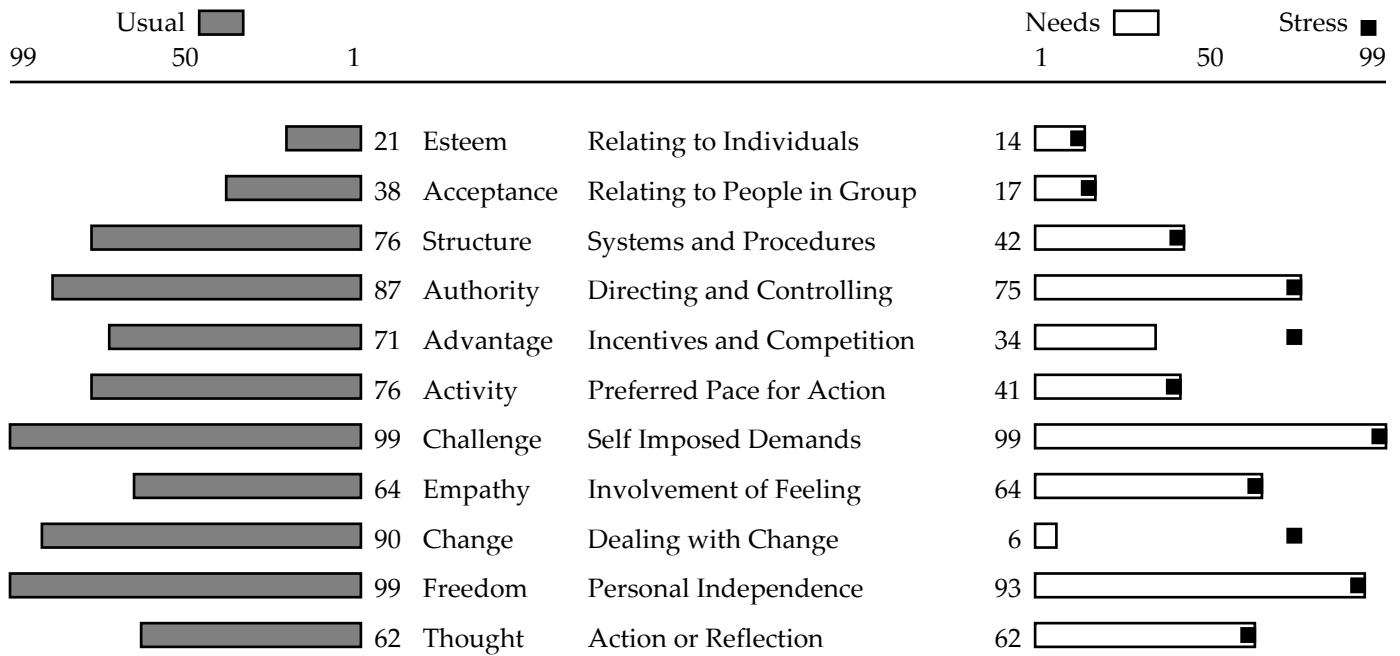 Usual Needs Stress
99 50 1 1 50 99
21 Esteem Relating to Individuals 14
38 Acceptance Relating to People in Group 17
76 Structure Systems and Procedures 42
87 Authority Directing and Controlling 75
71 Advantage Incentives and Competition 34
76 Activity Preferred Pace for Action 41
99 Challenge Self Imposed Demands 99
64 Empathy Involvement of Feeling 64
90 Change Dealing with Change 6
99 Freedom Personal Independence 93
62 Thought Action or Reflection 62